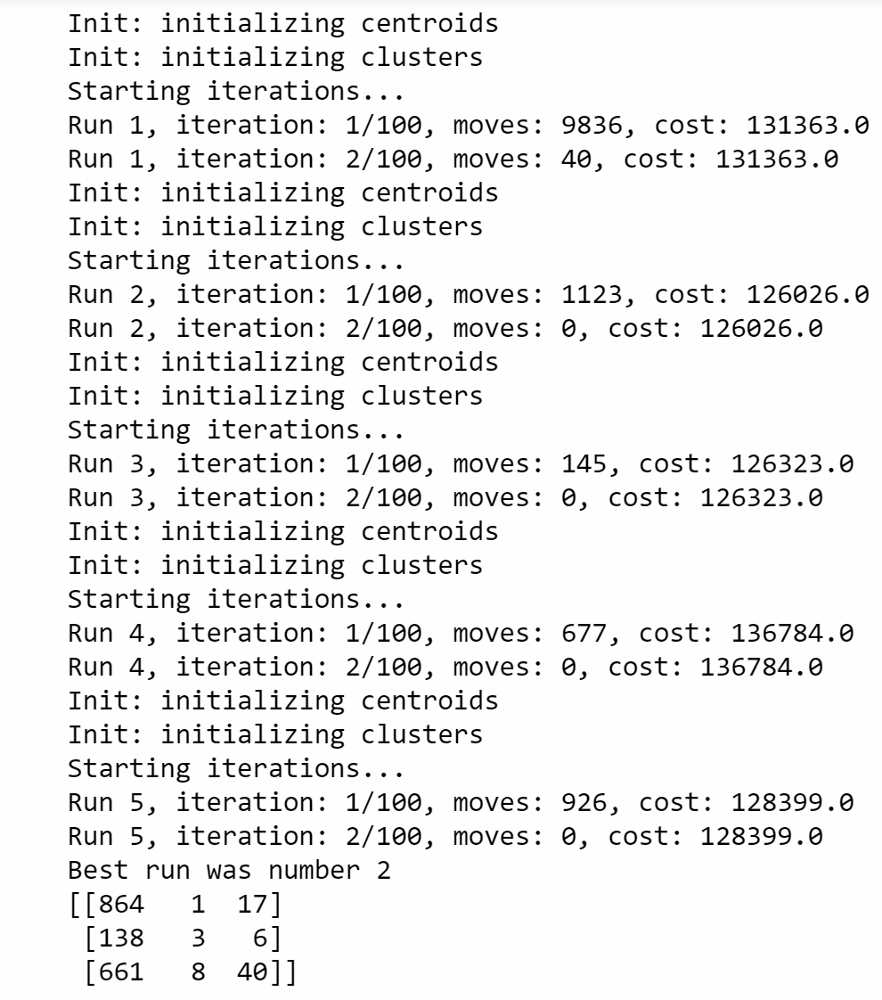 Init: initializing centroids
Init: initializing clusters
Starting iterations...
Run 1, iteration: 1/100, moves: 9836, cost: 131363.0
Run 1, iteration: 2/100, moves: 40, cost: 131363.0
Init: initializing centroids
Init: initializing clusters
Starting iterations...
Run 2, iteration: 1/100, moves: 1123, cost: 126026.0
Run 2, iteration: 2/100, moves: 0, cost: 126026.0
Init: initializing centroids
Init: initializing clusters
Starting iterations...
Run 3, iteration: 1/100, moves: 145, cost: 126323.0
Run 3, iteration: 2/100, moves: 0, cost: 126323.0
Init: initializing centroids
Init: initializing clusters
Starting iterations...
Run 4, iteration: 1/100, moves: 677, cost: 136784.0
Run 4, iteration: 2/100, moves: 0, cost: 136784.0
Init: initializing centroids
Init: initializing clusters
Starting iterations...
Run 5, iteration: 1/100, moves: 926, cost: 128399.0
Run 5, iteration: 2/100, moves: 0, cost: 128399.0
Best run was number 2
[[864   1  17]
 [138   3   6]
 [661   8  40]]